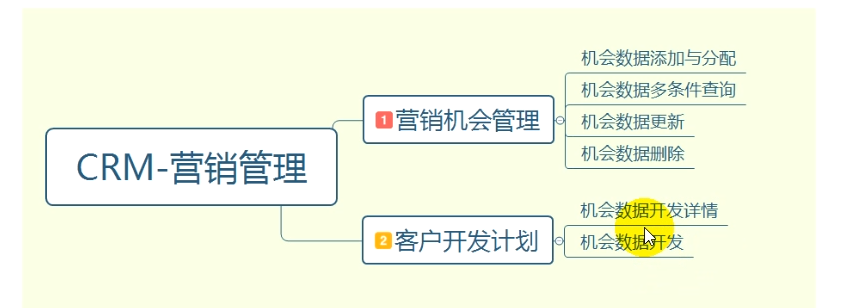 CRM-营销管理
1 营销机会管理
机会数据添加与分配
机会数据多条件查询
机会数据更新
机会数据删除
2 客户开发计划
机会数据开发详情
机会数据开发